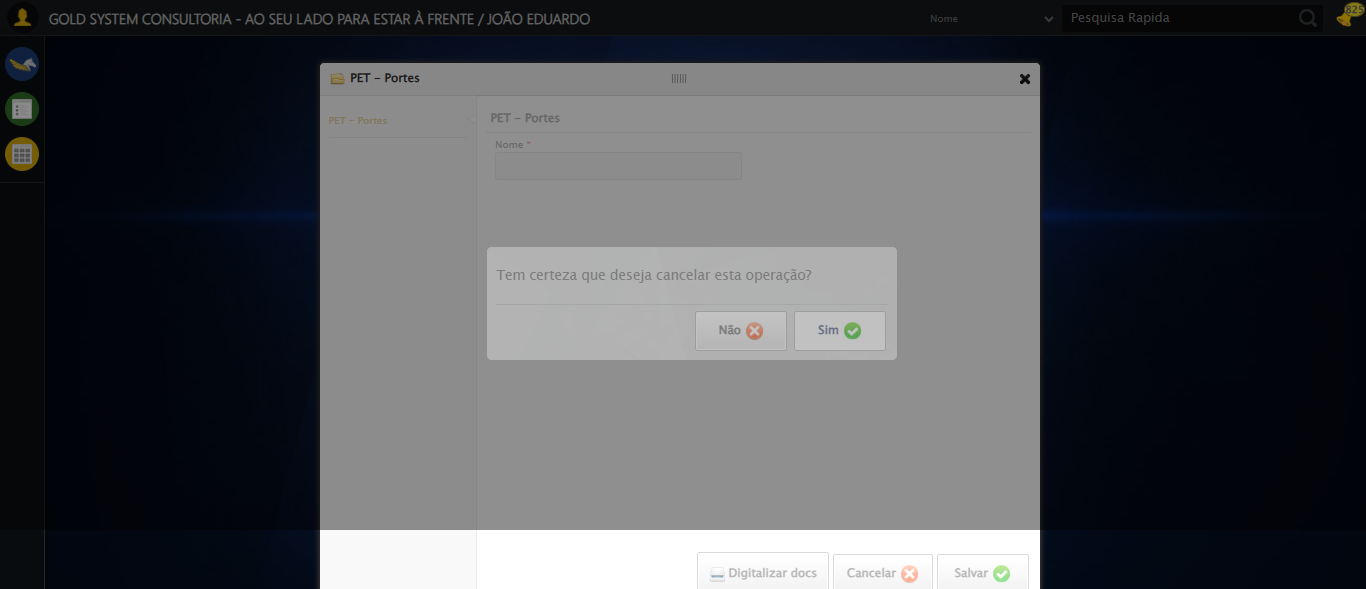 GOLD SYSTEM CONSULTORIA - AO SEU LADO PARA ESTAR À FRENTE / JOÃO EDUARDO
Nome
Pesquisa Rapida
825
PET - Portes
PET - Portes
PET - Portes
Nome *
Tem certeza que deseja cancelar esta operação?
Não
Sim
Digitalizar docs
Cancelar
Salvar